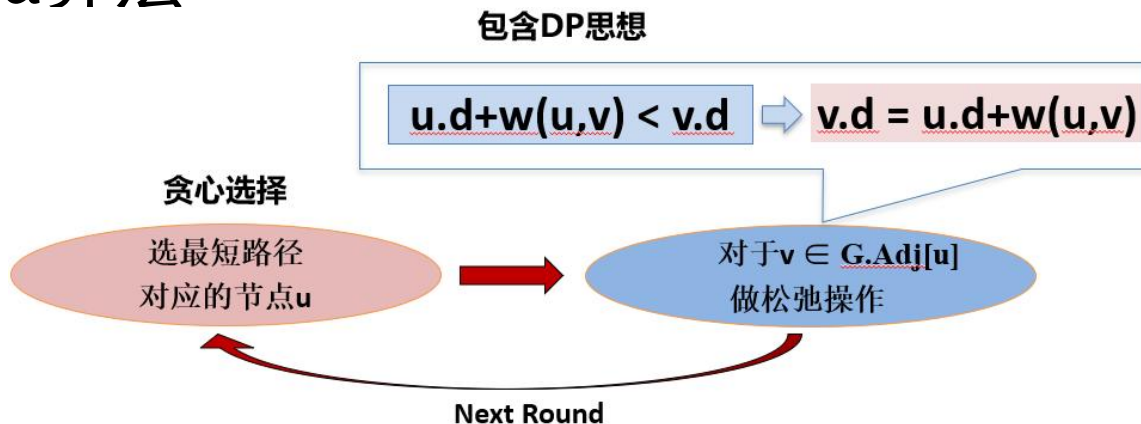 包含DP思想
u.d+w(u,v) < v.d
v.d = u.d+w(u,v)
贪心选择
选最短路径
对应的节点u
对于v ∈ G.Adj[u]
做松弛操作
Next Round